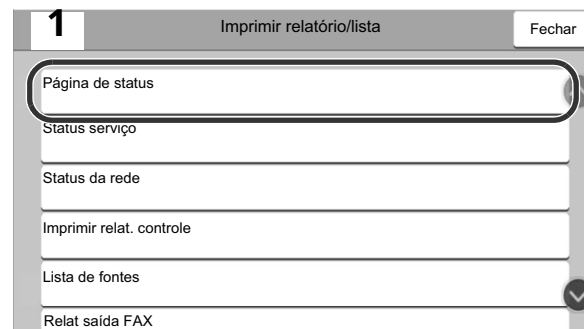 1
Imprimir relatório/lista
Fechar
Página de status
Status serviço
Status da rede
Imprimir relat. controle
Lista de fontes
Relat saída FAX